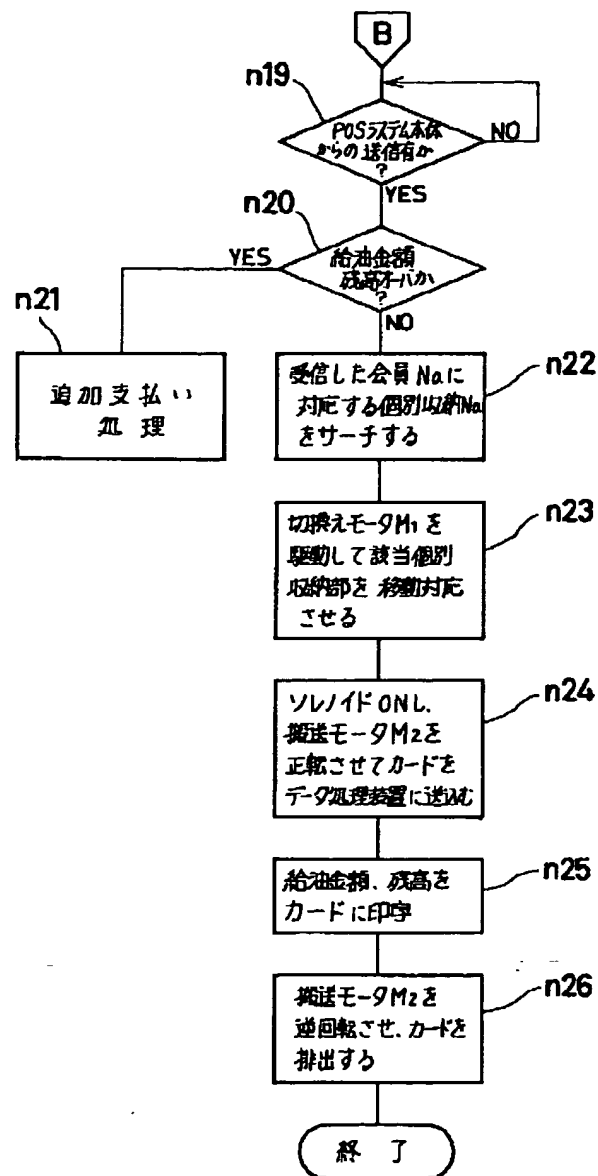 B
n19
POSシステム本体
からの送信有か
?
NO
YES
n20
給油金額
残高オーバか
?
YES
NO
n21
追加支払い
処理
n22
受信した会員Naに
対応する個別収納Na
をサーチする
n23
切換えモータM1を
駆動して該当個別
収納部を移動対応
させる
n24
ソレノイドONし、
搬送モータM2を
正転させてカードを
データ処理装置に送込む
n25
給油金額、残高を
カードに印字
n26
搬送モータM2を
逆回転させ、カードを
排出する
終了